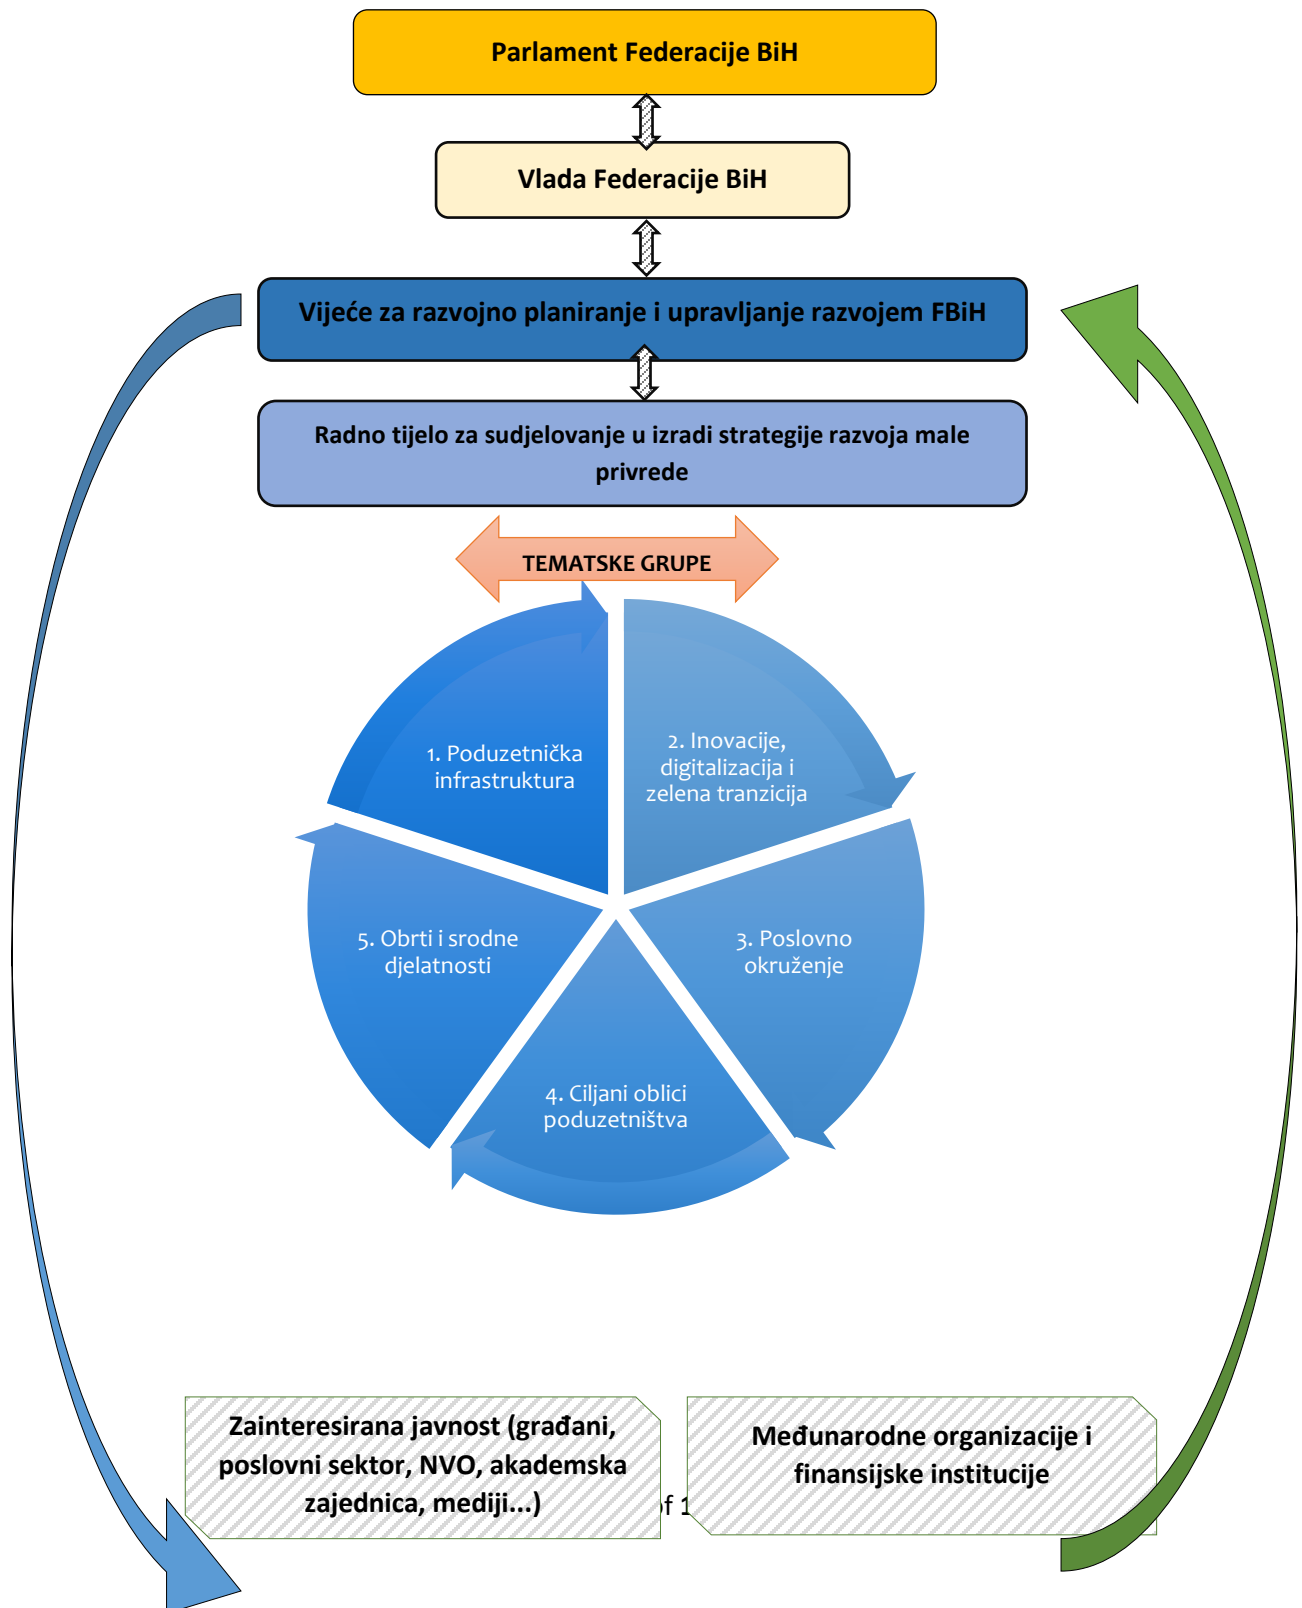 Parlament Federacije BiH
Vlada Federacije BiH
Vijeće za razvojno planiranje i upravljanje razvojem FBiH
Radno tijelo za sudjelovanje u izradi strategije razvoja male
privrede
TEMATSKE GRUPE
1. Poduzetnička
infrastruktura
2. Inovacije,
digitalizacija i
zelena tranzicija
3. Poslovno
okruženje
4. Ciljani oblici
poduzetništva
5. Obrti i srodne
djelatnosti
Zainteresirana javnost (građani,
poslovni sektor, NVO, akademska
zajednica, mediji...)
Međunarodne organizacije i
finansijske institucije